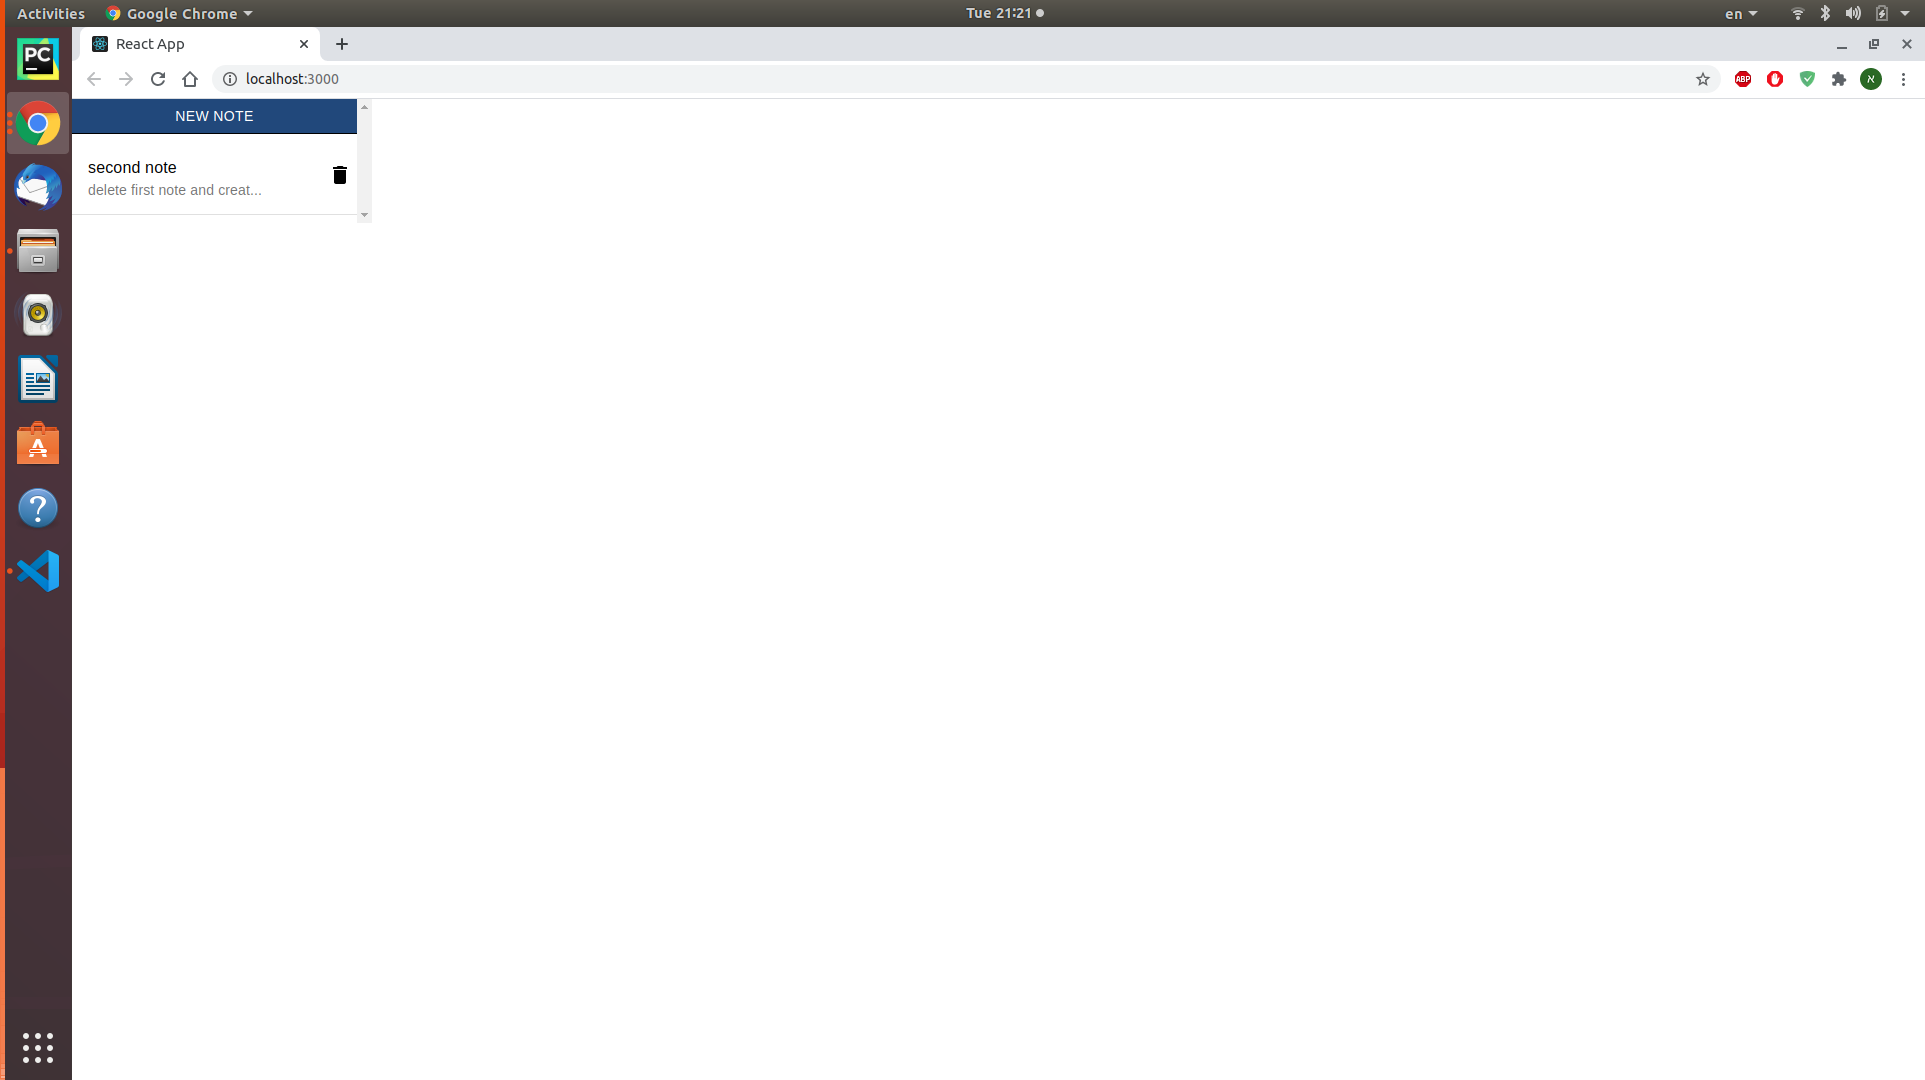 Activities
Google Chrome
Tue 21:21
en
PC
React App
localhost:3000
ABP
א
NEW NOTE
second note
delete first note and creat...